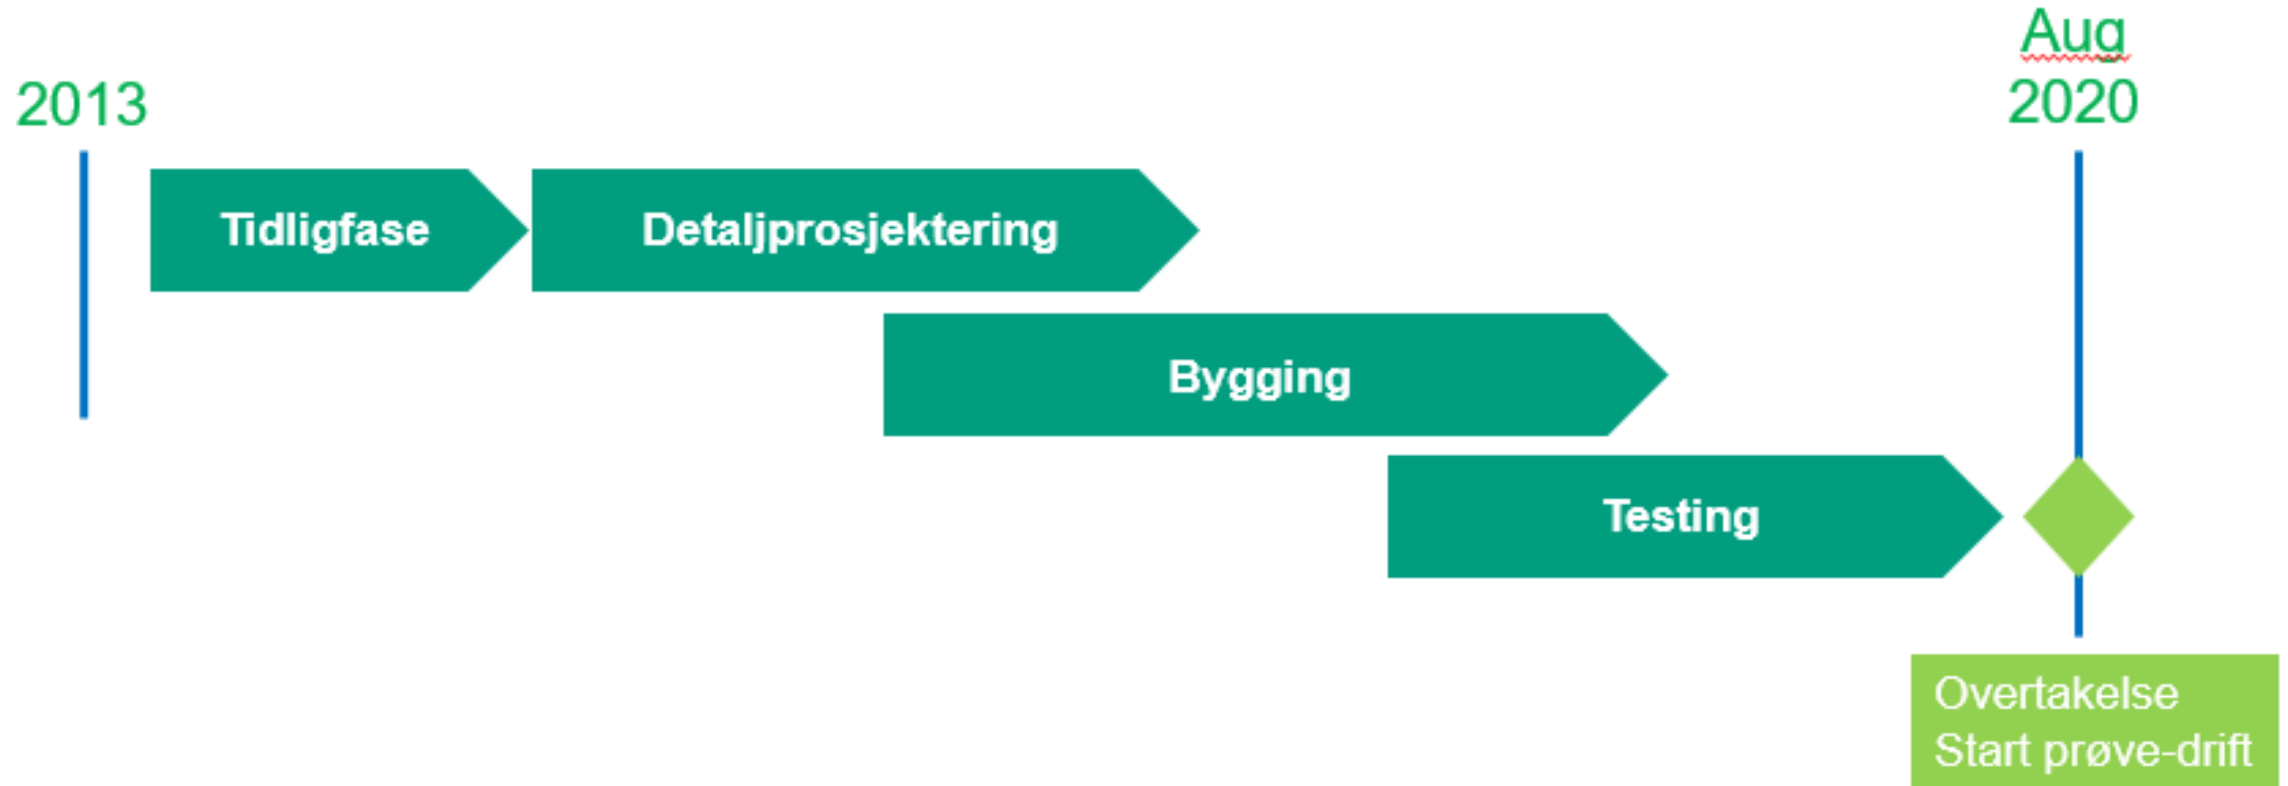 2013
Aug
2020
Tidligfase
Detaljprosjektering
Bygging
Testing
Overtakelse
Start prøve-drift